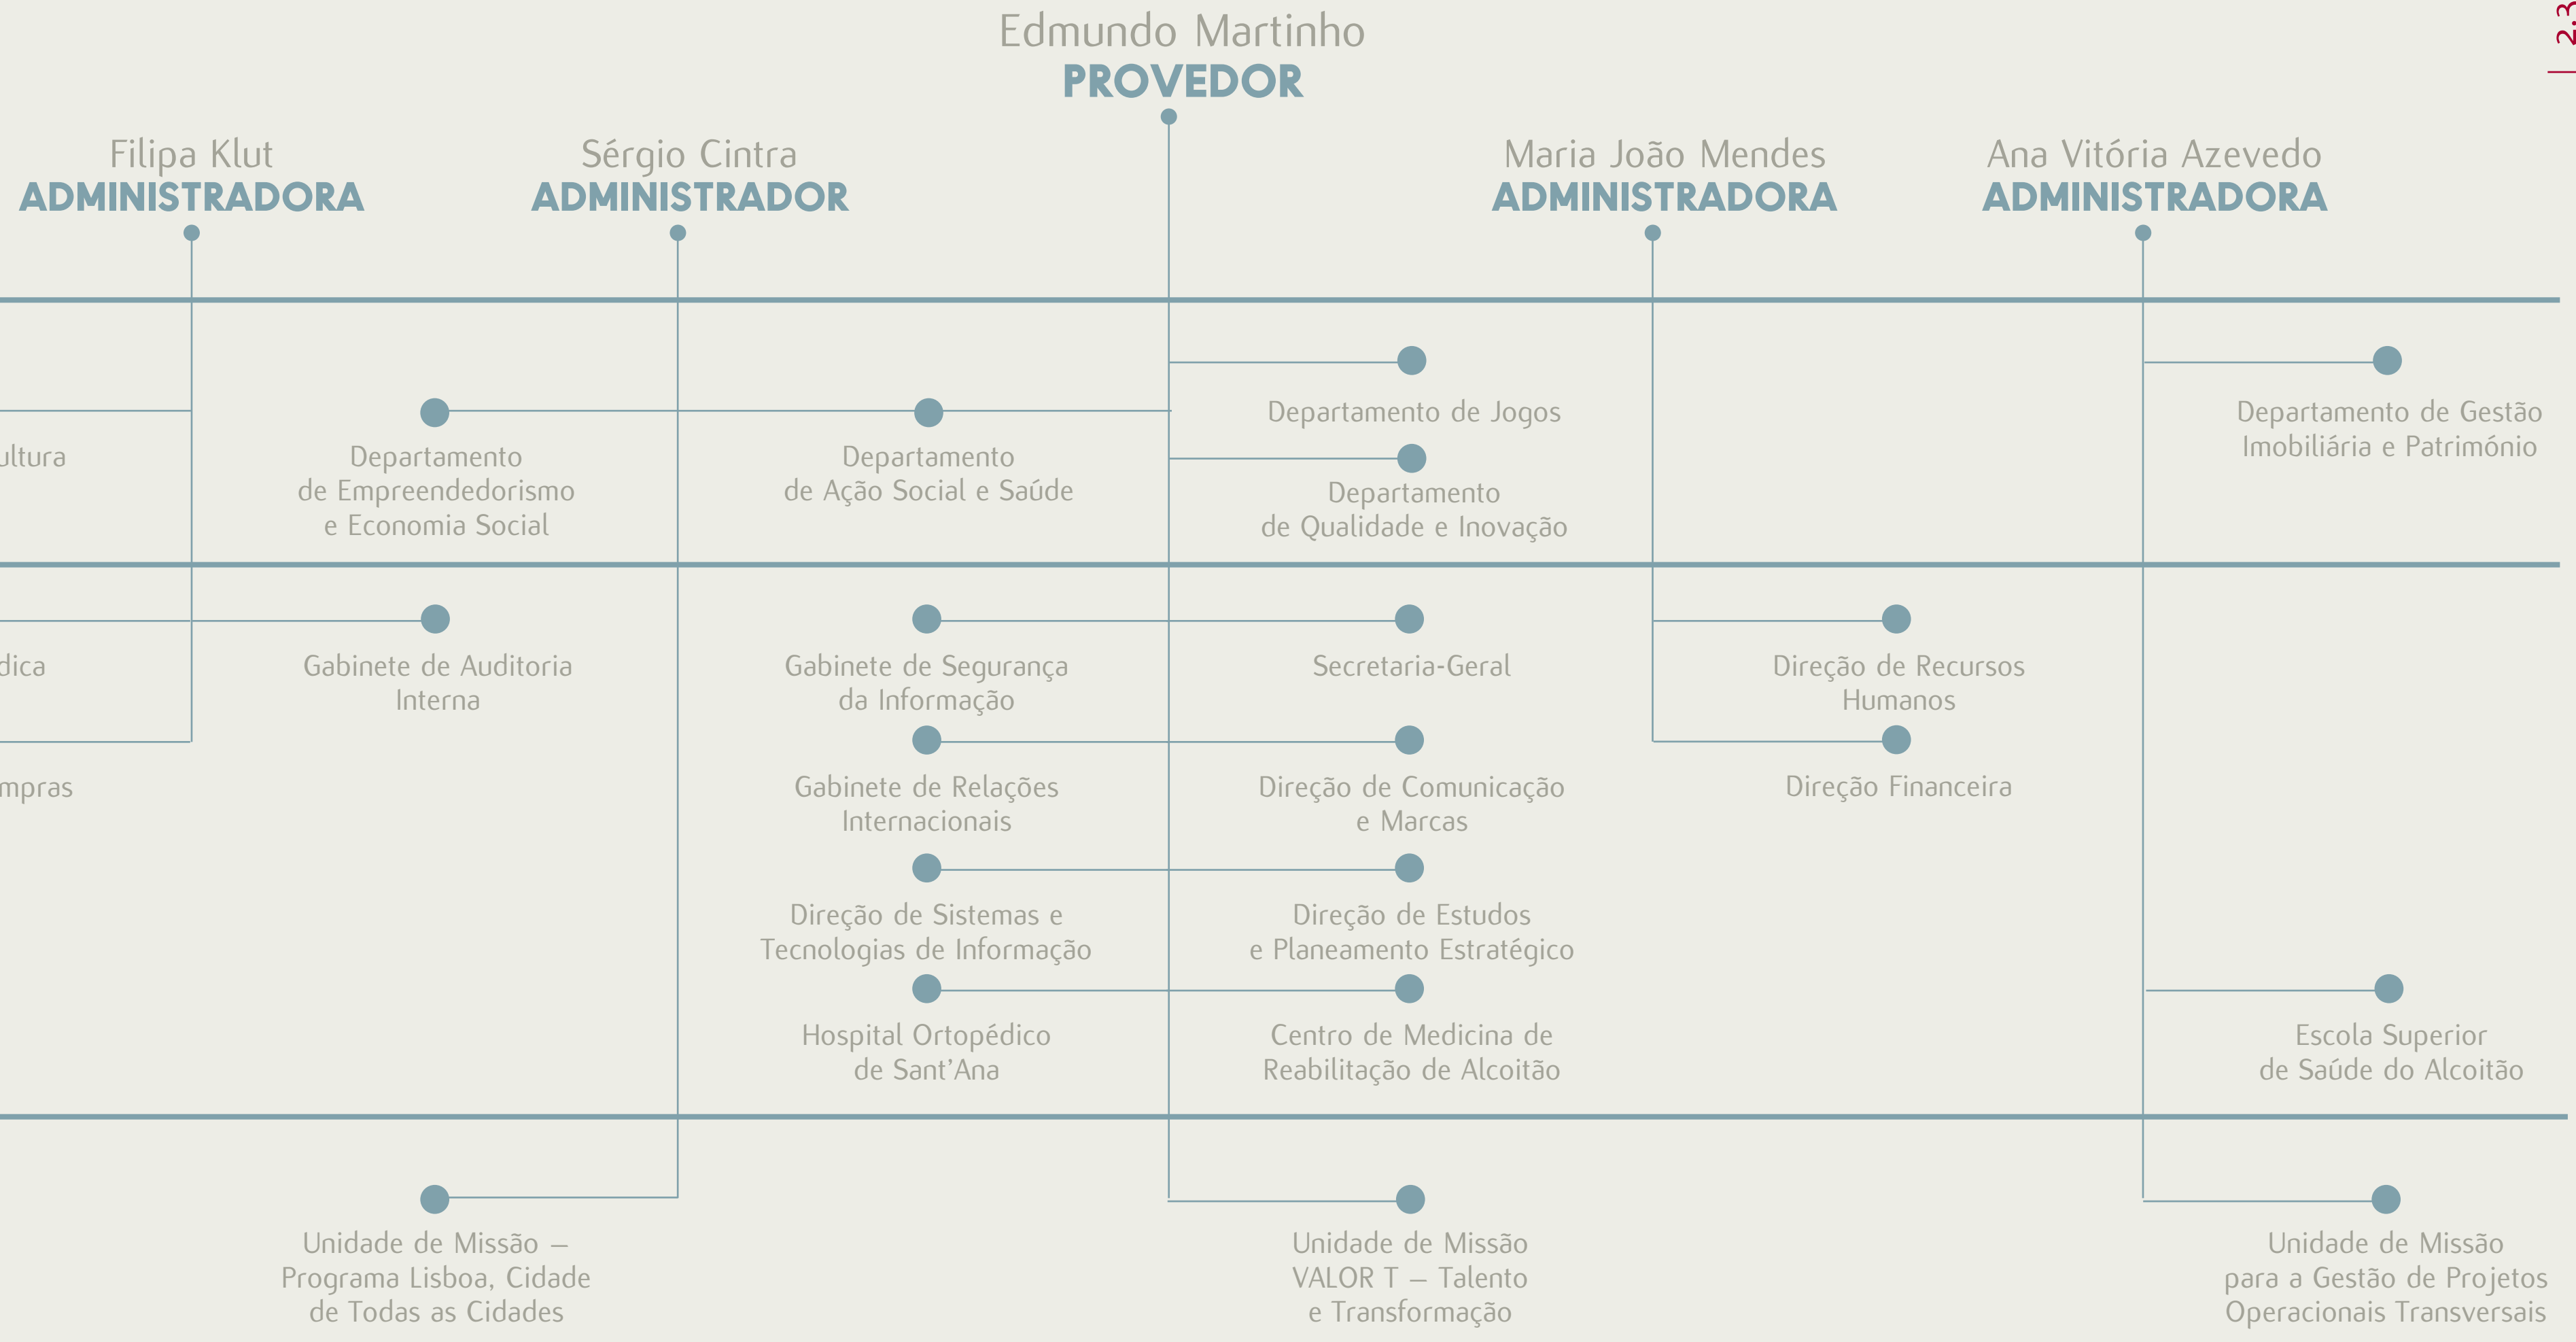 Edmundo Martinho
PROVEDOR
2.3
Filipa Klut
ADMINISTRADORA
Sérgio Cintra
ADMINISTRADOR
Maria João Mendes
ADMINISTRADORA
Ana Vitória Azevedo
ADMINISTRADORA
ultura
Departamento
de Empreendedorismo
e Economia Social
Departamento
de Ação Social e Saúde
Departamento de Jogos
Departamento
de Qualidade e Inovação
Departamento de Gestão
Imobiliária e Património
dica
Gabinete de Auditoria
Interna
Gabinete de Segurança
da Informação
Secretaria-Geral
Direção de Recursos
Humanos
mpras
Gabinete de Relações
Internacionais
Direção de Comunicação
e Marcas
Direção Financeira
Direção de Sistemas e
Tecnologias de Informação
Direção de Estudos
e Planeamento Estratégico
Hospital Ortopédico
de Sant’Ana
Centro de Medicina de
Reabilitação de Alcoitão
Escola Superior
de Saúde do Alcoitão
Unidade de Missão –
Programa Lisboa, Cidade
de Todas as Cidades
Unidade de Missão
VALOR T – Talento
e Transformação
Unidade de Missão
para a Gestão de Projetos
Operacionais Transversais